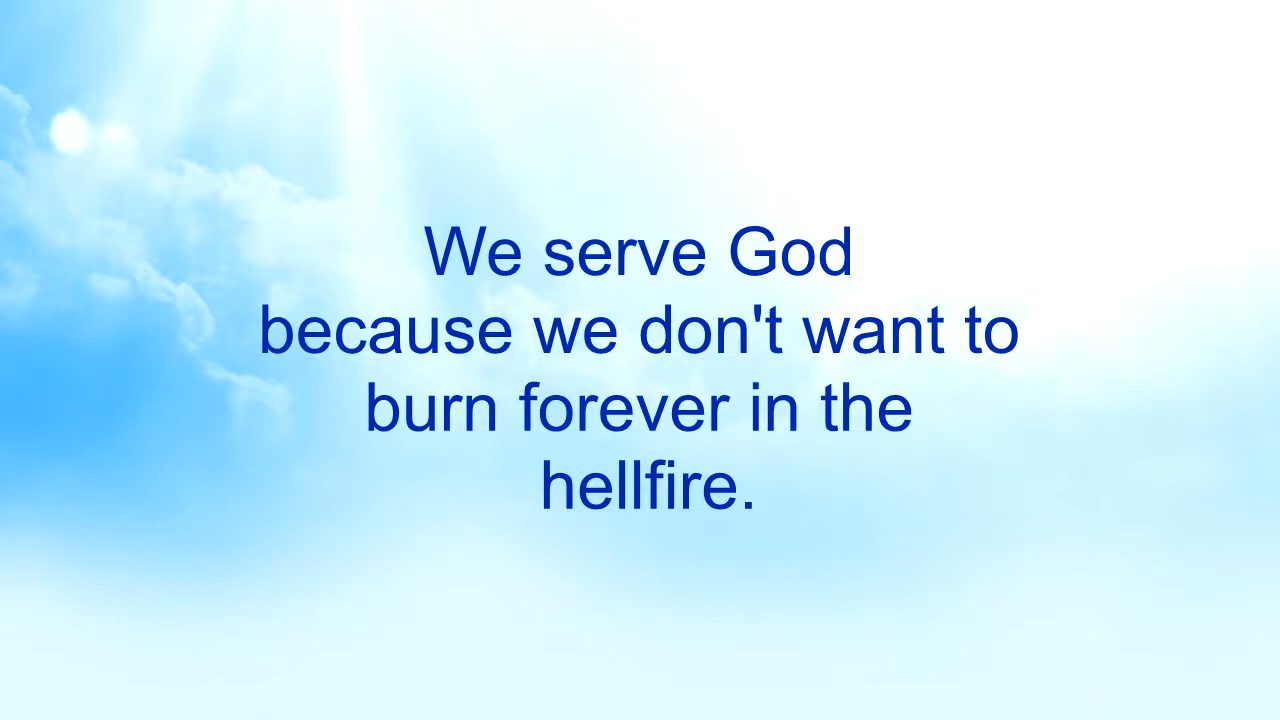 We serve God
because we don't want to
burn forever in the
hellfire.